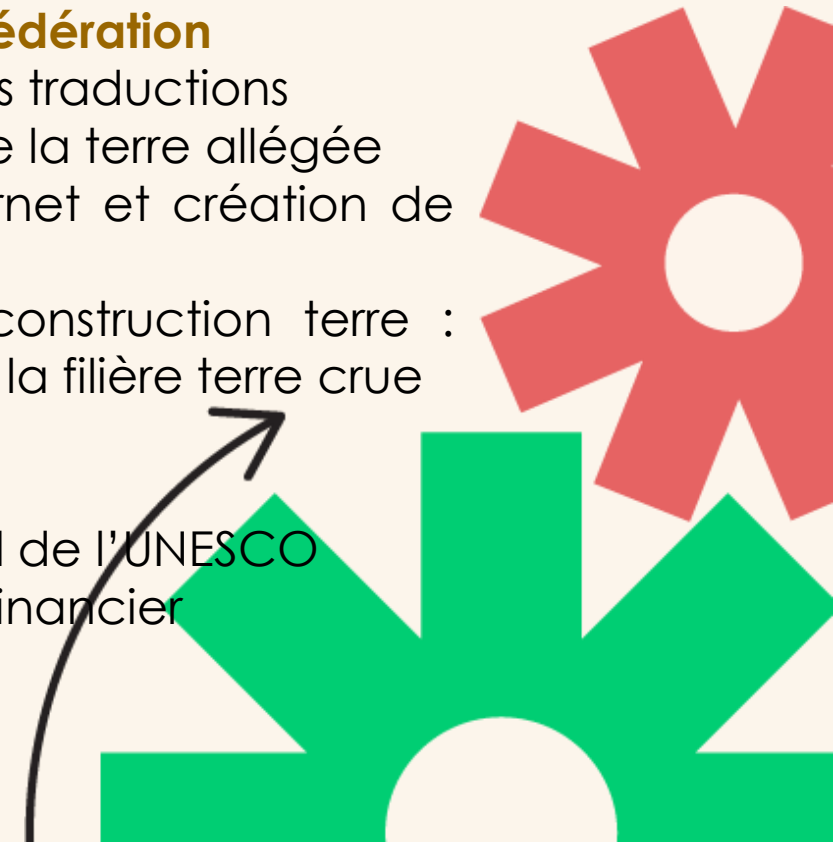 édération
s traductions
e la terre allégée
rnet et création de
construction terre :
la filière terre crue
l de l'UNESCO
inancier